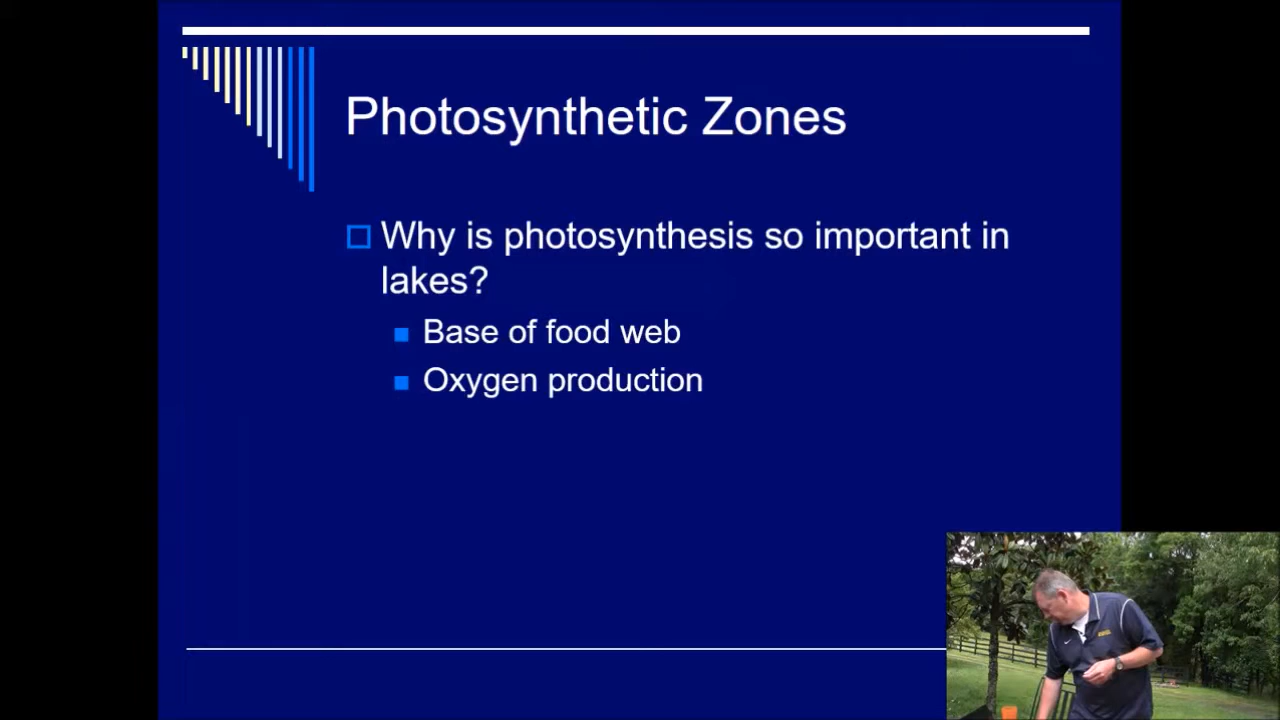 Photosynthetic Zones
Why is photosynthesis so important in
lakes?
Base of food web
Oxygen production